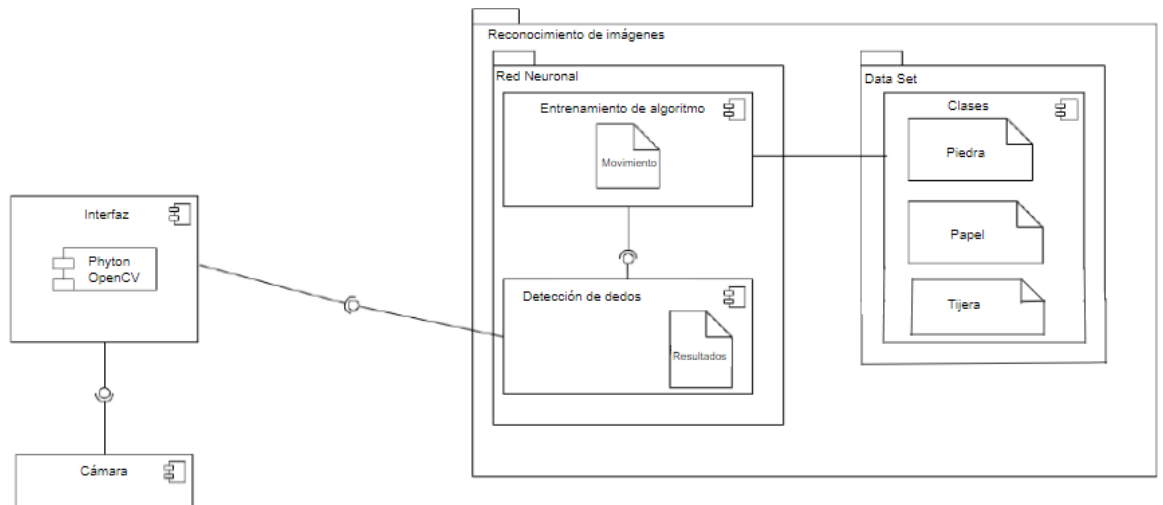 Reconocimiento de imágenes
Red Neuronal
Entrenamiento de algoritmo
Movimiento
Detección de dedos
Resultados
Data Set
Clases
Piedra
Papel
Tijera
Interfaz
Phyton
OpenCV
Cámara